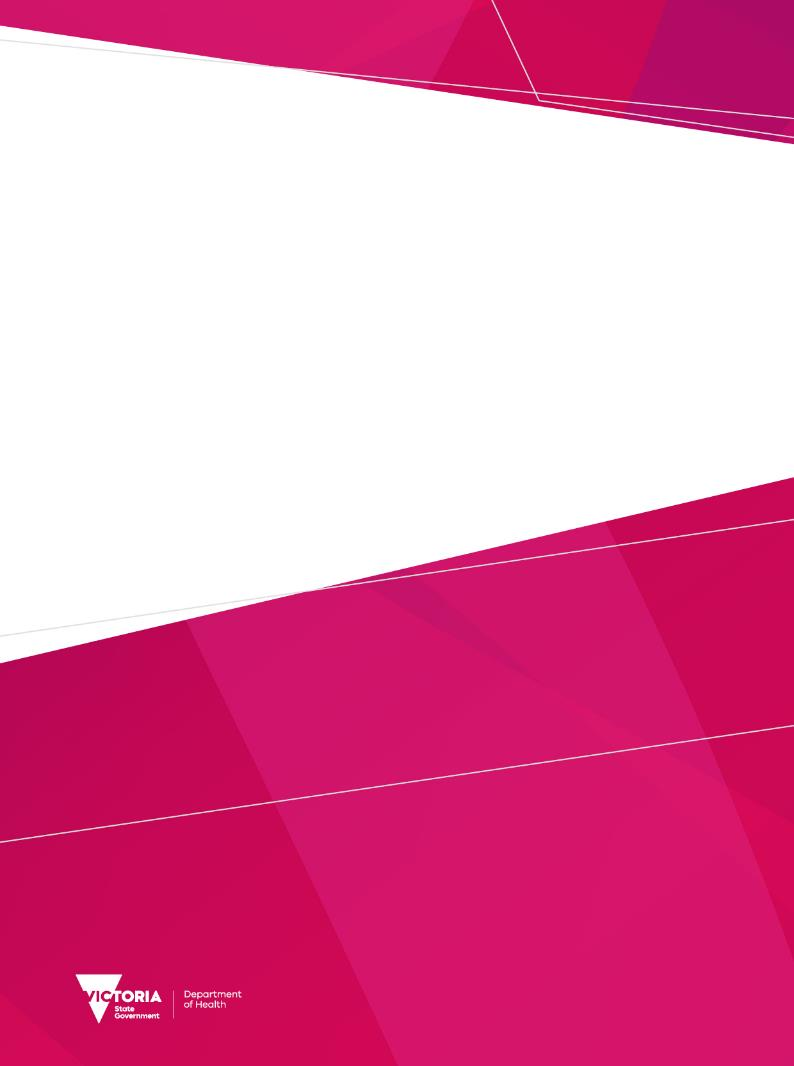 VICTORIA
State
Government
Department
of Health